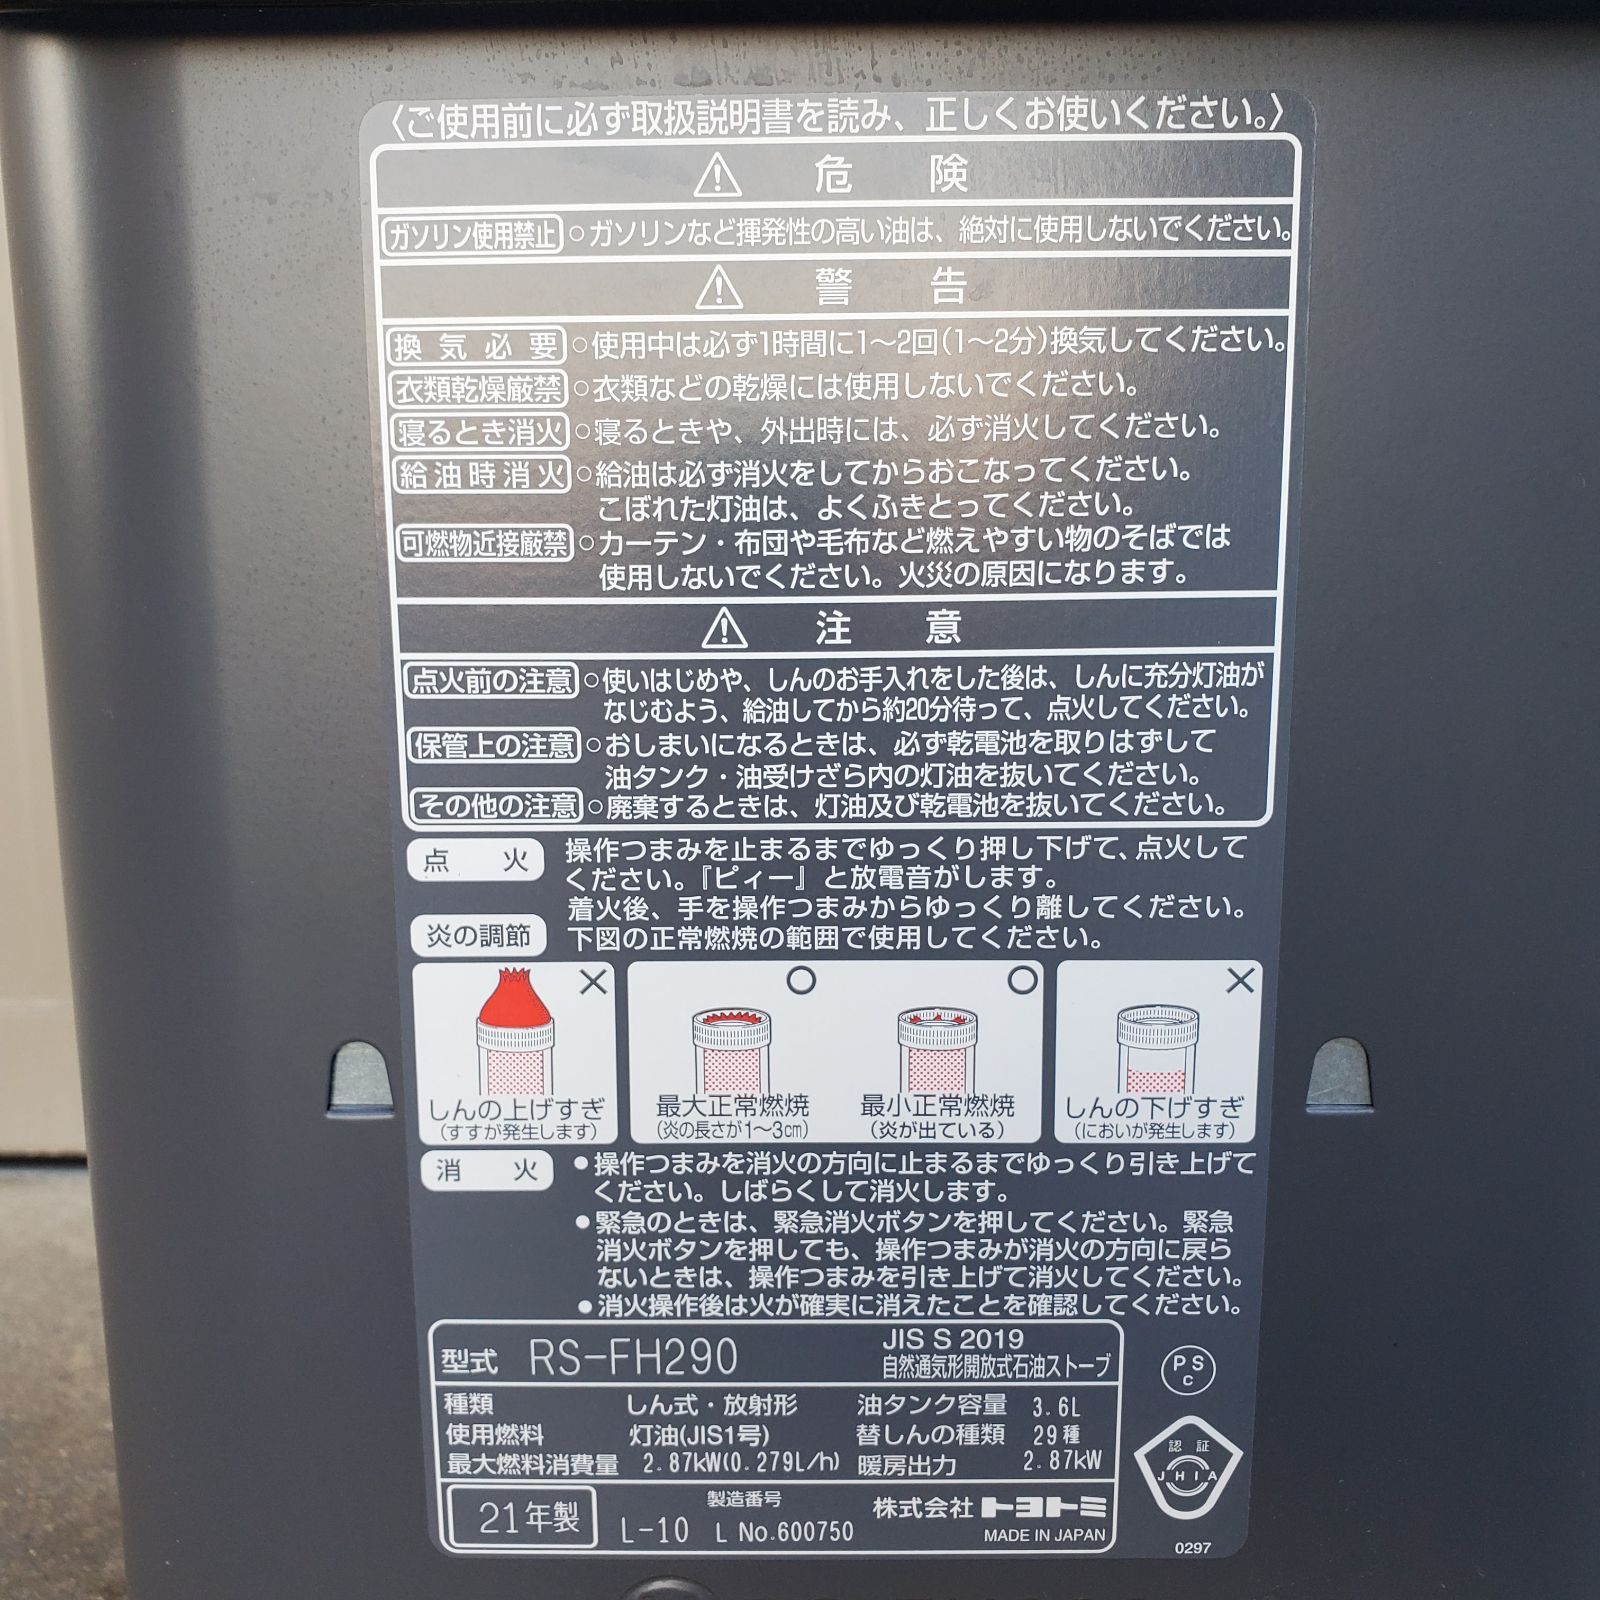 〈ご使用前に必ず取扱説明書を読み、正しくお使いください。〉
危 険
ガソリン使用禁止 ○ガソリンなど揮発性の高い油は、絶対に使用しないでください。
警 告
換気必要 ○使用中は必ず1時間に1〜2回(1〜2分)換気してください。
衣類乾燥厳禁 ○衣類などの乾燥には使用しないでください。
寝るとき消火 ○寝るときや、外出時には、必ず消火してください。
給油時消火 ○給油は必ず消火をしてからおこなってください。
こぼれた灯油は、よくふきとってください。
可燃物近接厳禁 ○カーテン・布団や毛布など燃えやすい物のそばでは
使用しないでください。火災の原因になります。
注 意
点火前の注意 ○使いはじめや、しんのお手入れをした後は、しんに充分灯油が
なじむよう、給油してから約20分待って、点火してください。
保管上の注意 ○おしまいになるときは、必ず乾電池を取りはずして
油タンク・油受けざら内の灯油を抜いてください。
その他の注意 ○廃棄するときは、灯油及び乾電池を抜いてください。
点 火 操作つまみを止まるまでゆっくり押し下げて、点火して
ください。『ピィー』と放電音がします。
着火後、手を操作つまみからゆっくり離してください。
炎の調節 下図の正常燃焼の範囲で使用してください。
× ○ ○ ×
しんの上げすぎ 最大正常燃焼 最小正常燃焼 しんの下げすぎ
(すすが発生します) (炎の長さが1〜3cm) (炎が出ている) (においが発生します)
消 火 ●操作つまみを消火の方向に止まるまでゆっくり引き上げて
ください。しばらくして消火します。
●緊急のときは、緊急消火ボタンを押してください。緊急
消火ボタンを押しても、操作つまみが消火の方向に戻ら
ないときは、操作つまみを引き上げて消火してください。
●消火操作後は火が確実に消えたことを確認してください。
型式 RS-FH290 JIS S 2019
自然通気形開放式石油ストーブ
種類 しん式・放射形 油タンク容量 3.6L
使用燃料 灯油(JIS1号) 替しんの種類 29種
最大燃料消費量 2.87kW(0.279L/h) 暖房出力 2.87kW
21年製 製造番号 L-10 L No.600750
株式会社トヨトミ
MADE IN JAPAN
PS
C
認証
JHIA
0297